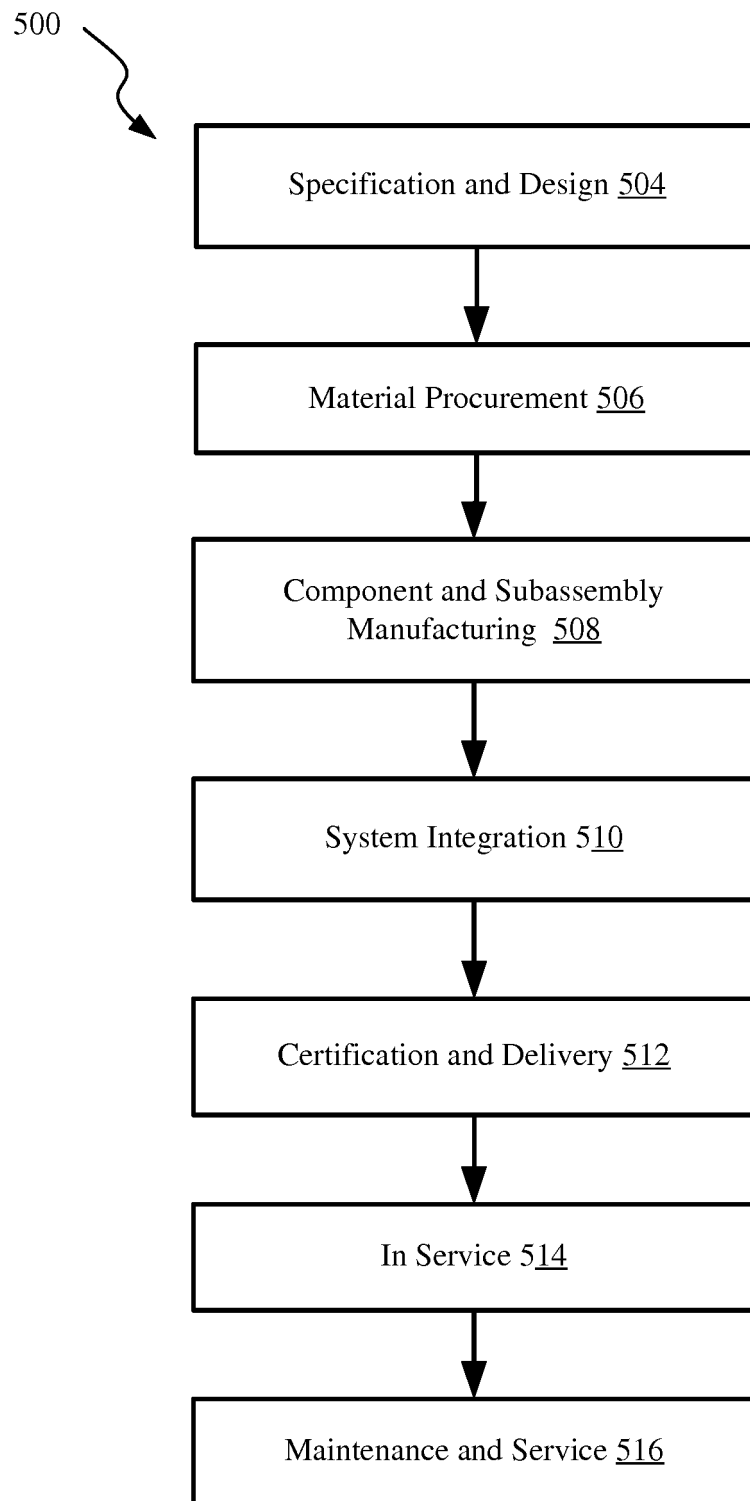 500
Specification and Design 504
Material Procurement 506
Component and Subassembly
Manufacturing 508
System Integration 510
Certification and Delivery 512
In Service 514
Maintenance and Service 516